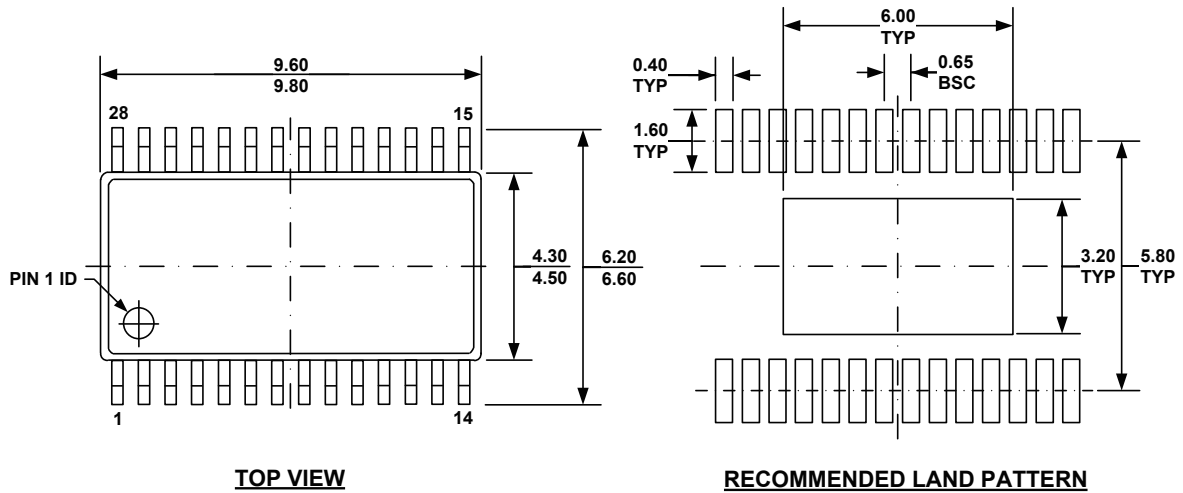 9.60
9.80
28
15
4.30
4.50
6.20
6.60
PIN 1 ID
1
14
TOP VIEW
6.00
TYP
0.40
TYP
0.65
BSC
1.60
TYP
3.20
TYP
5.80
TYP
RECOMMENDED LAND PATTERN